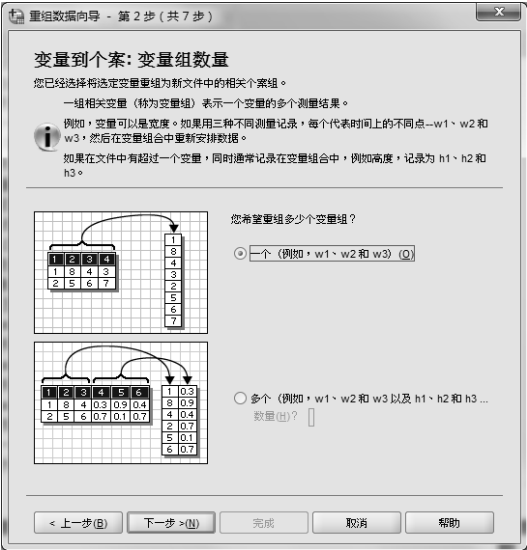 重组数据向导 - 第 2 步 ( 共 7 步 )
变量到个案: 变量组数量
您已经选择将选定变量重组为新文件中的相关个案组。
一组相关变量（称为变量组）表示一个变量的多个测量结果。
例如，变量可以是宽度。如果用三种不同测量记录，每个代表时间上的不同点--w1、w2 和
w3，然后在变量组合中重新安排数据。
如果在文件中有超过一个变量，同时通常记录在变量组合中，例如高度，记录为 h1、h2 和
h3。
您希望重组多少个变量组？
1 2 3 4
1 8 4 3
2 5 6 7
1
8
4
3
2
5
6
7
一个（例如，w1、w2 和 w3）(O)
1 2 3 4 5 6
1 8 4 0.3 0.9 0.4
2 5 6 0.7 0.1 0.7
1 0.3
8 0.9
4 0.4
2 0.7
5 0.1
6 0.7
多个（例如，w1、w2 和 w3 以及 h1、h2 和 h3 ...
数量(H)?
< 上一步(B)
下一步 >(N)
完成
取消
帮助